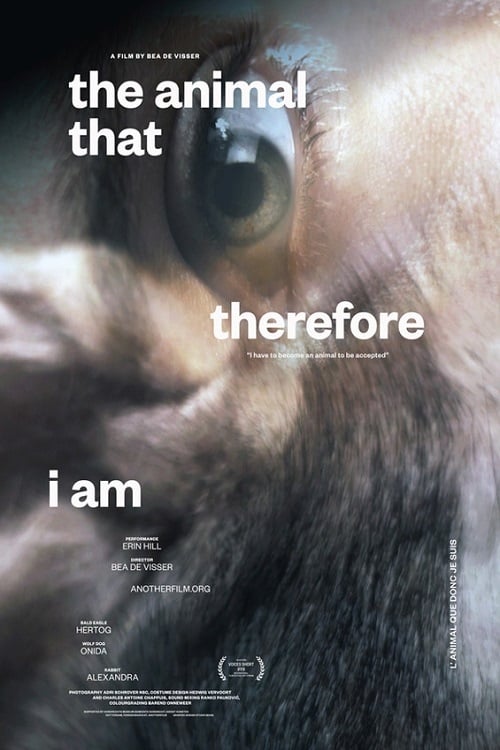 A FILM BY BEA DE VISSER
the animal
that
therefore
"I have to become an animal to be accepted"
i am
PERFORMANCE
ERIN HILL
DIRECTOR
BEA DE VISSER
ANOTHERFILM.ORG
BALD EAGLE
HERTOG
WOLF DOG
ONIDA
RABBIT
ALEXANDRA
PHOTOGRAPHY ADRI SCHROVER NSC, COSTUME DESIGN HEDWIG VERVOORT
AND CHARLES ANTOINE CHAPPUIS, SOUND MIXING RANKO PAUKOVIĆ,
COLOURGRADING BAREND ONNEWEER
VOICES SHORT
L' ANIMAL QUE DONC JE SUIS